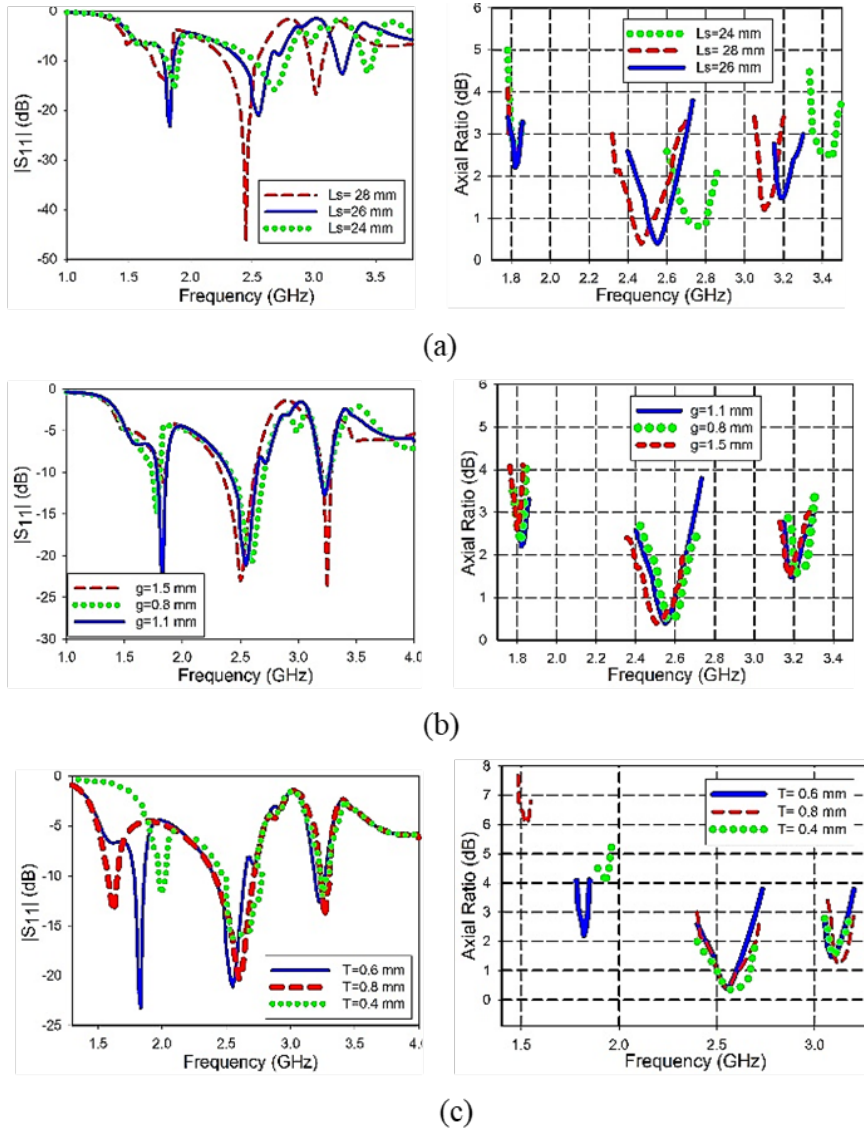 0
-10
-20
-30
-40
-50
|S11| (dB)
Ls= 28 mm
Ls=26 mm
Ls=24 mm
1.0 1.5 2.0 2.5 3.0 3.5
Frequency (GHz)
6
5
4
3
2
1
0
Axial Ratio (dB)
Ls=24 mm
Ls= 28 mm
Ls=26 mm
1.8 2.0 2.2 2.4 2.6 2.8 3.0 3.2 3.4
Frequency (GHz)
(a)
0
-5
-10
-15
-20
-25
-30
|S11| (dB)
g=1.5 mm
g=0.8 mm
g=1.1 mm
1.0 1.5 2.0 2.5 3.0 3.5 4.0
Frequency (GHz)
6
5
4
3
2
1
0
Axial Ratio (dB)
g=1.1 mm
g=0.8 mm
g=1.5 mm
1.8 2.0 2.2 2.4 2.6 2.8 3.0 3.2 3.4
Frequency (GHz)
(b)
0
-5
-10
-15
-20
-25
|S11| (dB)
T=0.6 mm
T=0.8 mm
T=0.4 mm
1.5 2.0 2.5 3.0 3.5 4.0
Frequency (GHz)
8
7
6
5
4
3
2
1
0
Axial Ratio (dB)
T= 0.6 mm
T= 0.8 mm
T= 0.4 mm
1.5 2.0 2.5 3.0
Frequency (GHz)
(c)